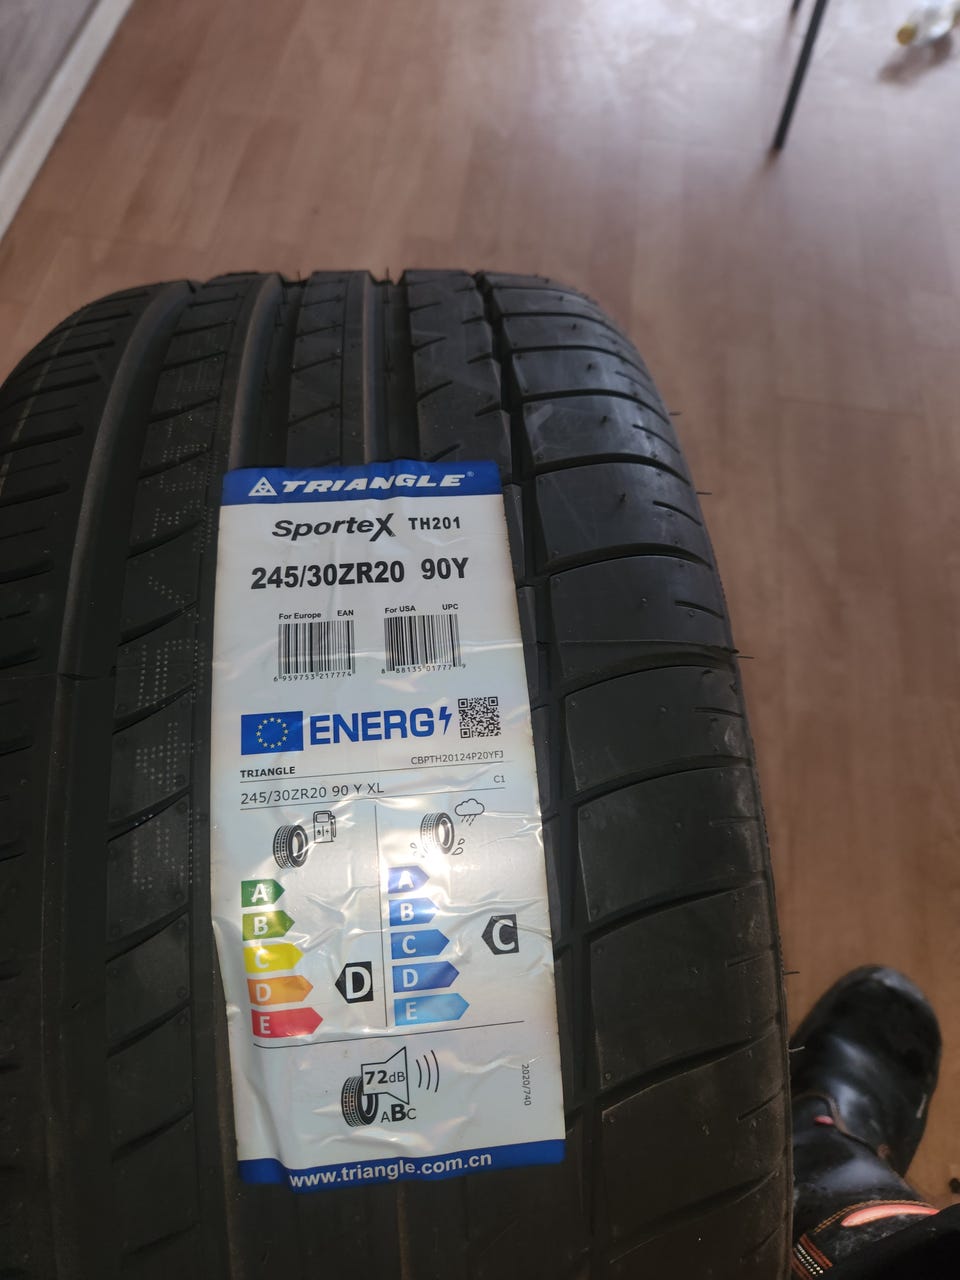 TRIANGLE®
SporteX TH201
245/30ZR20 90Y
For Europe EAN For USA UPC
6 959753 217774 8 88135 01777 9
ENERG
TRIANGLE CBPTH20124P20YFJ
245/30ZR20 90 Y XL C1
A A
B B
C C C
D D D
E E
72dB
ABC
2020/740
www.triangle.com.cn